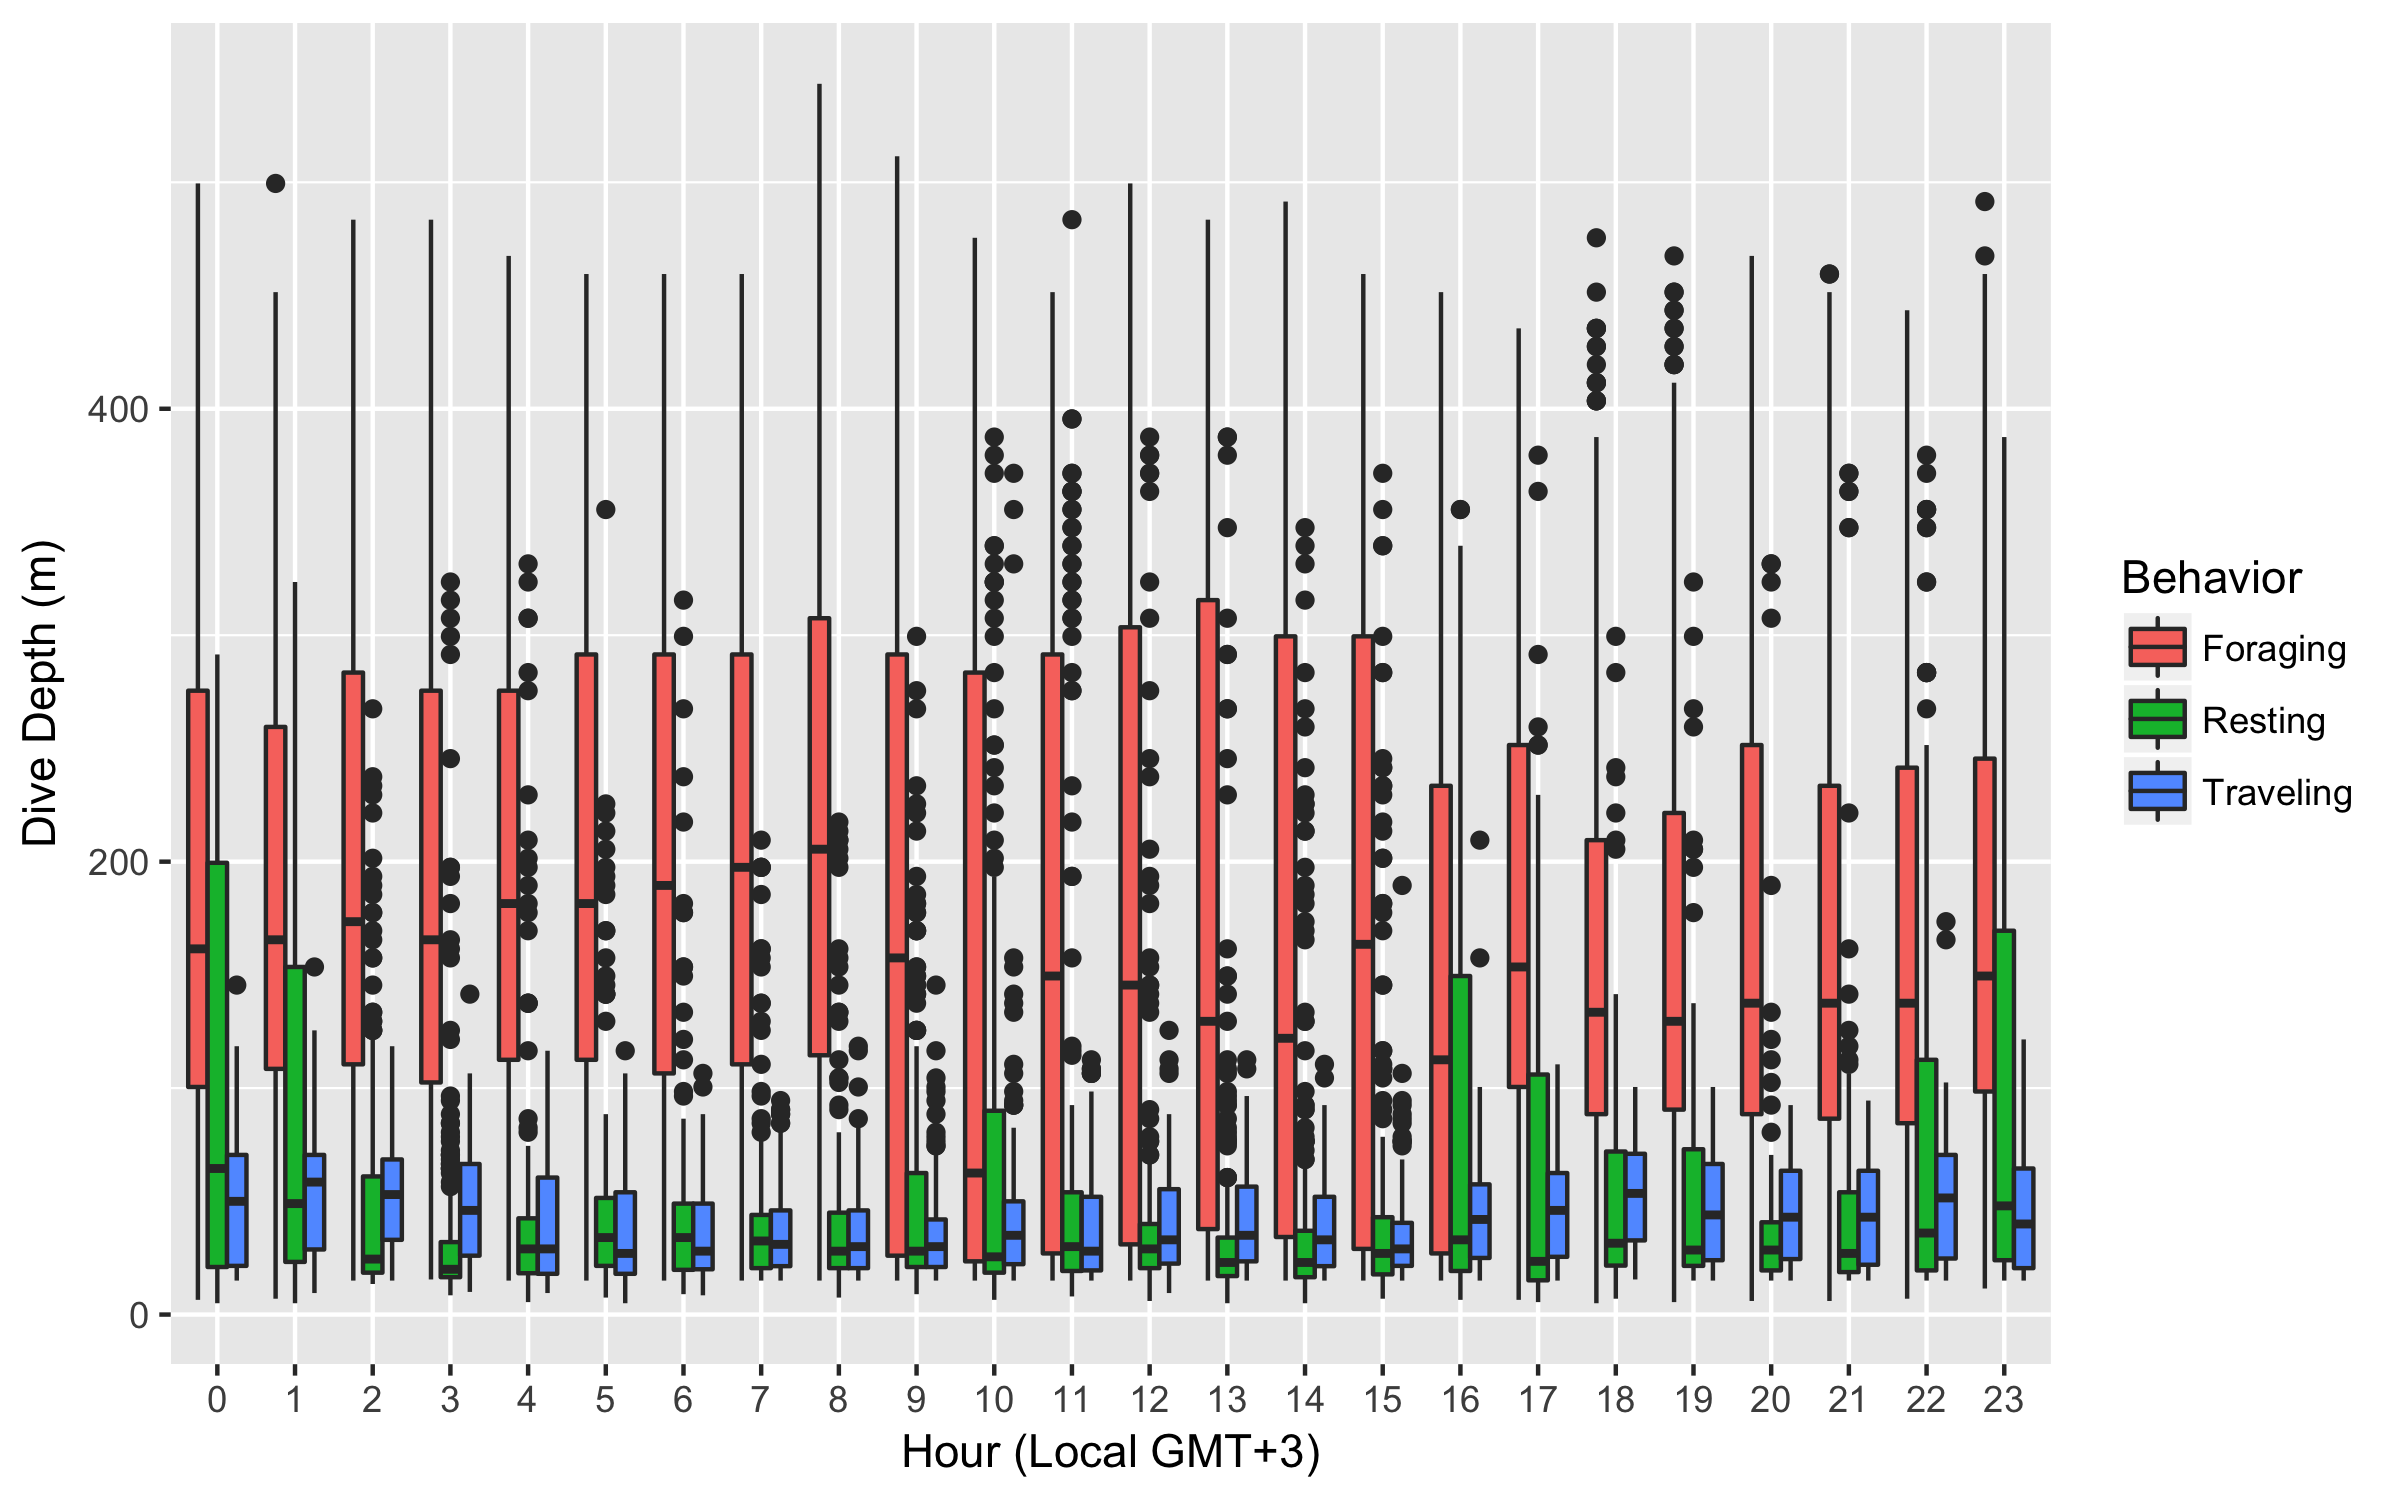 Dive Depth (m)
400
200
0
0 1 2 3 4 5 6 7 8 9 10 11 12 13 14 15 16 17 18 19 20 21 22 23
Hour (Local GMT+3)
Behavior
Foraging
Resting
Traveling